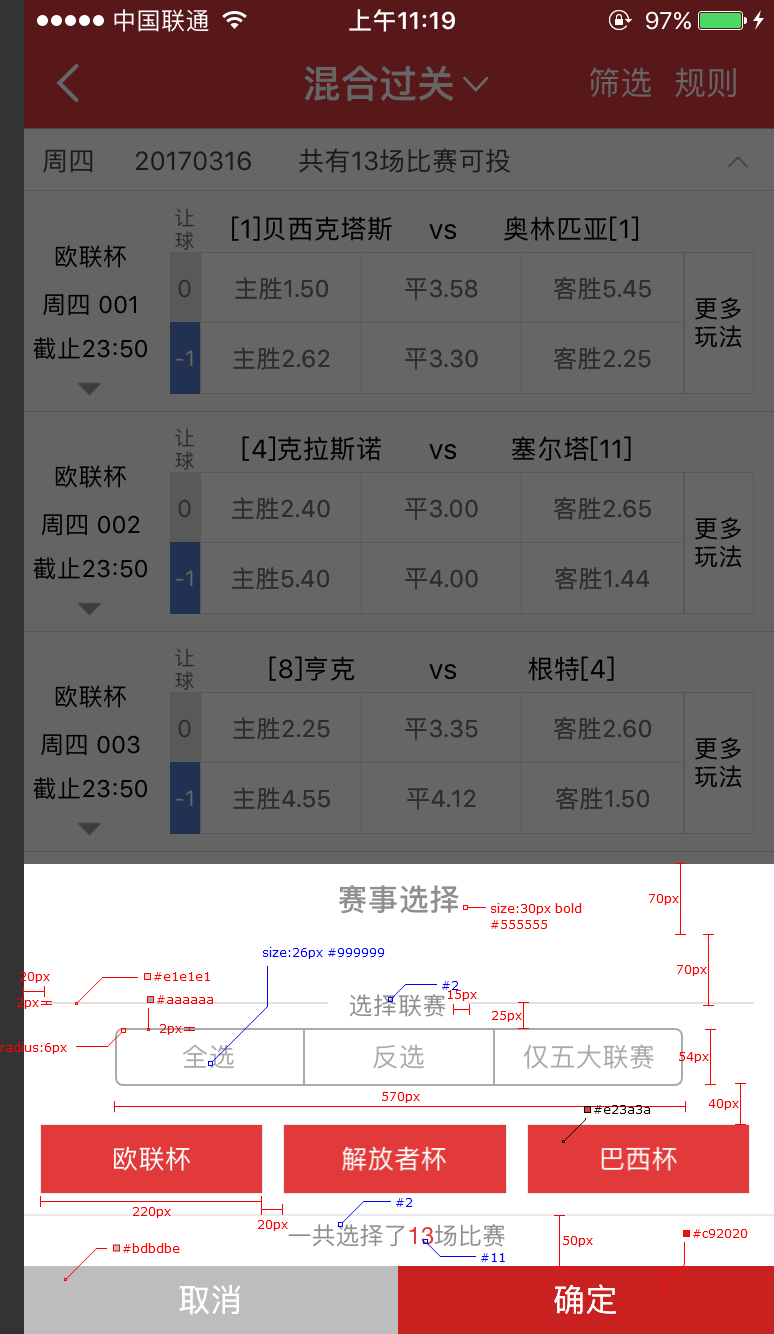 中国联通 上午11:19 97%
混合过关 筛选 规则
周四 20170316 共有13场比赛可投
让球 [1]贝西克塔斯 vs 奥林匹亚[1]
欧联杯
周四 001
截止23:50
0 主胜1.50 平3.58 客胜5.45
-1 主胜2.62 平3.30 客胜2.25
更多
玩法
让球 [4]克拉斯诺 vs 塞尔塔[11]
欧联杯
周四 002
截止23:50
0 主胜2.40 平3.00 客胜2.65
-1 主胜5.40 平4.00 客胜1.44
更多
玩法
让球 [8]亨克 vs 根特[4]
欧联杯
周四 003
截止23:50
0 主胜2.25 平3.35 客胜2.60
-1 主胜4.55 平4.12 客胜1.50
更多
玩法
赛事选择
size:30px bold
#555555
70px
size:26px #999999
70px
20px
#e1e1e1
#2
2px
#aaaaaa
选择联赛
15px
25px
2px
radius:6px
全选 反选 仅五大联赛
54px
570px
40px
#e23a3a
欧联杯 解放者杯 巴西杯
220px
20px
#2
一共选择了13场比赛
50px
#c92020
#bdbdbe
#11
取消 确定